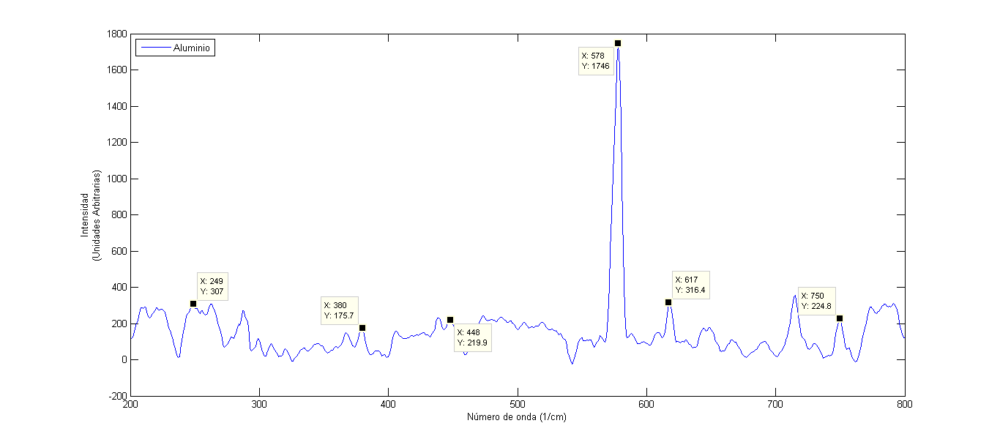 Aluminio
1800
1600
1400
1200
1000
800
600
400
200
0
-200
200
300
400
500
600
700
800
Intensidad
(Unidades Arbitrarias)
Número de onda (1/cm)
X: 249
Y: 307
X: 380
Y: 175.7
X: 448
Y: 219.9
X: 578
Y: 1746
X: 617
Y: 316.4
X: 750
Y: 224.8